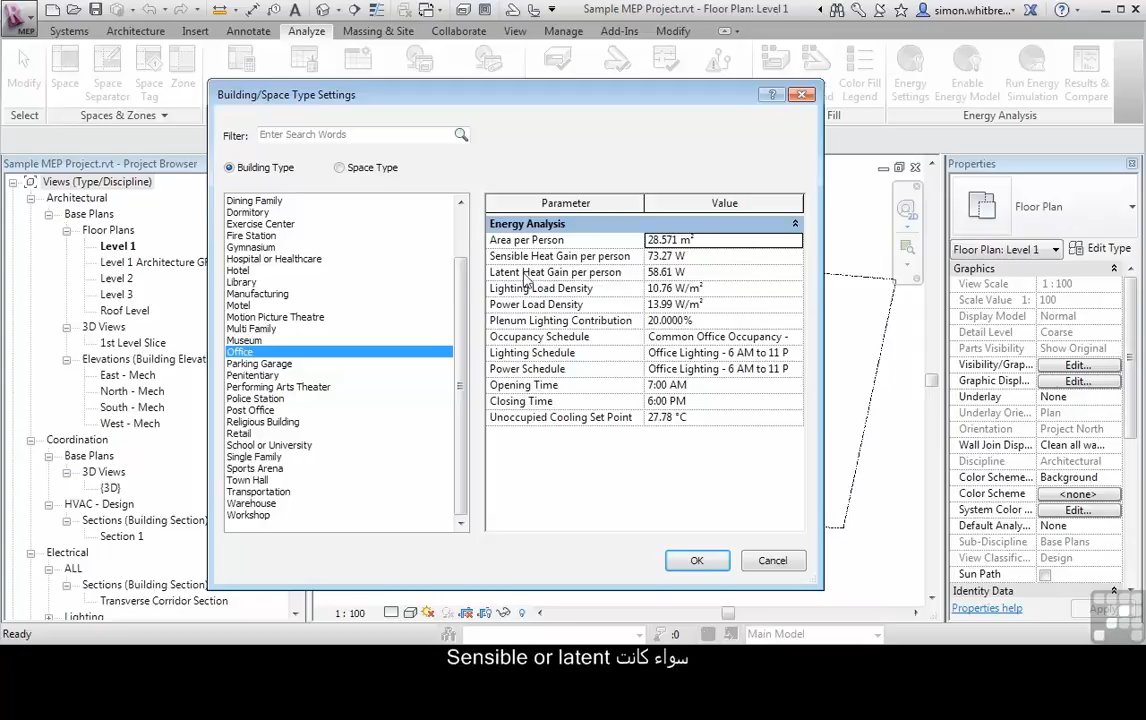 MEP
Sample MEP Project.rvt - Floor Plan: Level 1
simon.whitbre...
Systems
Architecture
Insert
Annotate
Analyze
Massing & Site
Collaborate
View
Manage
Add-Ins
Modify
Modify
Space
Space Separator
Space Tag
Zone
Color Fill Legend
Energy Settings
Enable Energy Model
Run Energy Simulation
Results & Compare
Select
Spaces & Zones
Fill
Energy Analysis
Sample MEP Project.rvt - Project Browser
Views (Type/Discipline)
Architectural
Base Plans
Floor Plans
Level 1
Level 1 Architecture GF
Level 2
Level 3
Roof Level
3D Views
1st Level Slice
Elevations (Building Elevat
East - Mech
North - Mech
South - Mech
West - Mech
Coordination
Base Plans
3D Views
{3D}
HVAC - Design
Sections (Building Section)
Section 1
Electrical
ALL
Sections (Building Section)
Transverse Corridor Section
Lighting
Building/Space Type Settings
Filter:
Enter Search Words
Building Type
Space Type
Dining Family
Dormitory
Exercise Center
Fire Station
Gymnasium
Hospital or Healthcare
Hotel
Library
Manufacturing
Motel
Motion Picture Theatre
Multi Family
Museum
Office
Parking Garage
Penitentiary
Performing Arts Theater
Police Station
Post Office
Religious Building
Retail
School or University
Single Family
Sports Arena
Town Hall
Transportation
Warehouse
Workshop
Parameter Value
Energy Analysis
Area per Person 28.571 m²
Sensible Heat Gain per person 73.27 W
Latent Heat Gain per person 58.61 W
Lighting Load Density 10.76 W/m²
Power Load Density 13.99 W/m²
Plenum Lighting Contribution 20.0000%
Occupancy Schedule Common Office Occupancy -
Lighting Schedule Office Lighting - 6 AM to 11 P
Power Schedule Office Lighting - 6 AM to 11 P
Opening Time 7:00 AM
Closing Time 6:00 PM
Unoccupied Cooling Set Point 27.78 °C
OK
Cancel
Properties
Floor Plan
Floor Plan: Level 1
Edit Type
Graphics
View Scale 1 : 100
Scale Value 1: 100
Display Model Normal
Detail Level Coarse
Parts Visibility Show Original
Visibility/Grap... Edit...
Graphic Displ... Edit...
Underlay None
Underlay Orie... Plan
Orientation Project North
Wall Join Disp... Clean all wa...
Discipline Architectural
Color Scheme... Background
Color Scheme <none>
System Color ... Edit...
Default Analy... None
Sub-Discipline Base Plans
View Classific... Design
Sun Path
Identity Data
Properties help
Apply
1 : 100
Ready
:0
Main Model
سواء كانت Sensible or latent